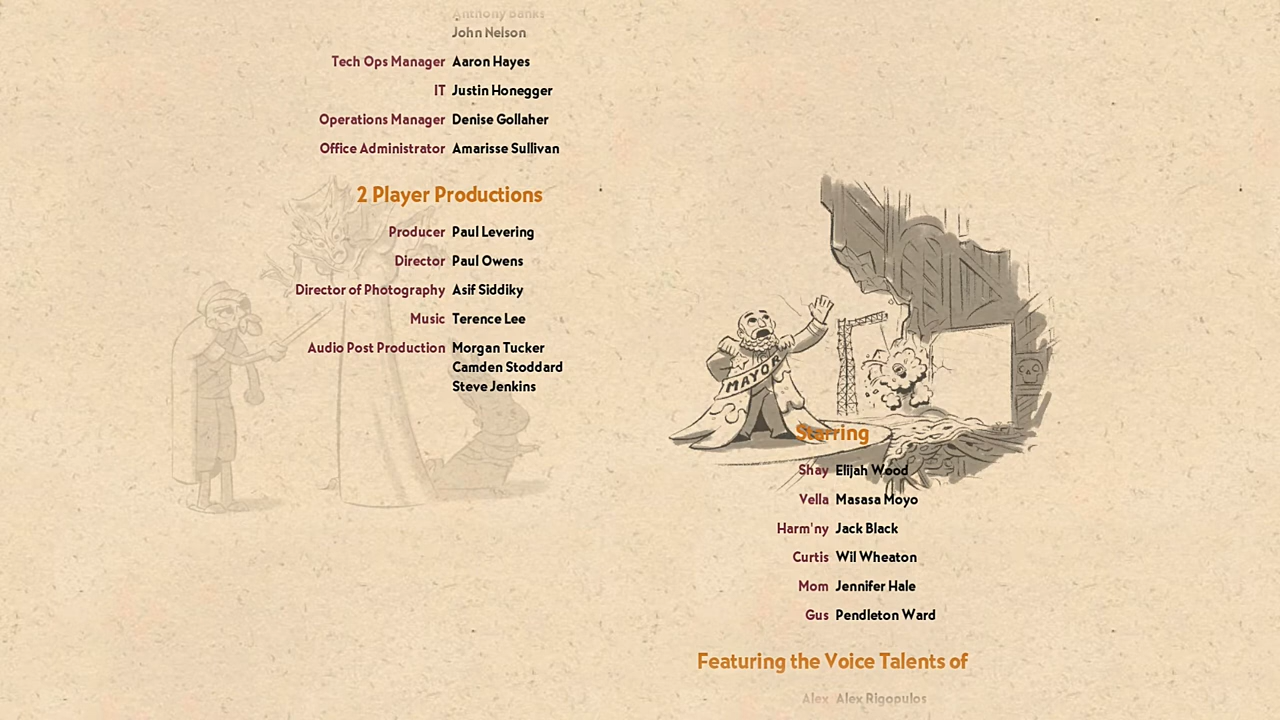 Anthony Banks
John Nelson
Tech Ops Manager Aaron Hayes
IT Justin Honegger
Operations Manager Denise Gollaher
Office Administrator Amarisse Sullivan
2 Player Productions
Producer Paul Levering
Director Paul Owens
Director of Photography Asif Siddiky
Music Terence Lee
Audio Post Production Morgan Tucker
Camden Stoddard
Steve Jenkins
MAYOR
Starring
Shay Elijah Wood
Vella Masasa Moyo
Harm'ny Jack Black
Curtis Wil Wheaton
Mom Jennifer Hale
Gus Pendleton Ward
Featuring the Voice Talents of
Alex Alex Rigopulos